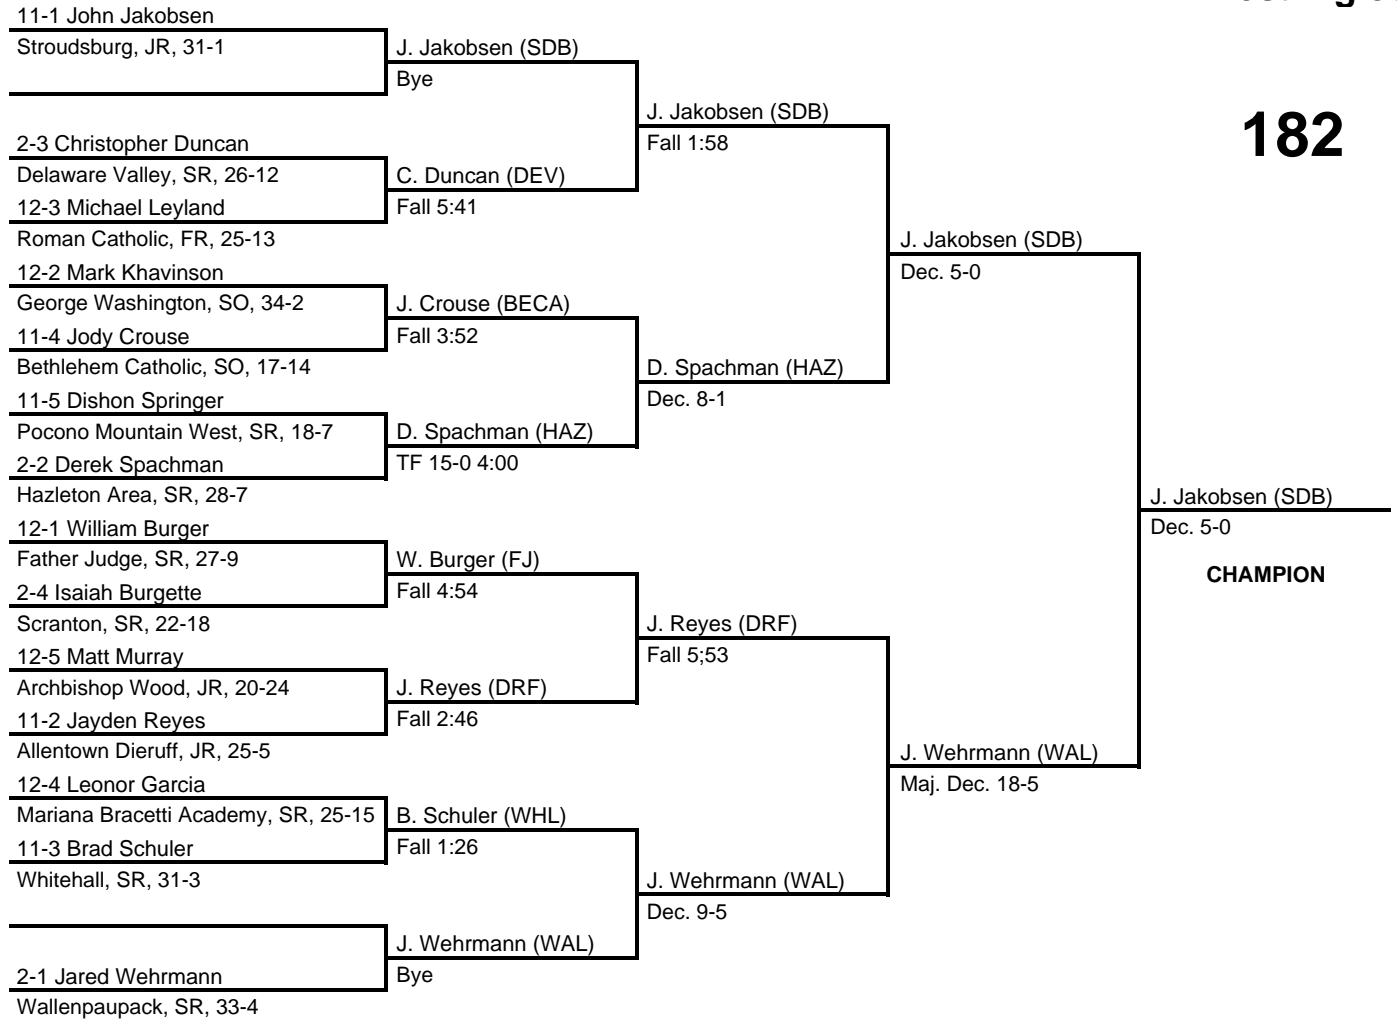 11-1 John Jakobsen
Stroudsburg, JR, 31-1
J. Jakobsen (SDB)
Bye
J. Jakobsen (SDB)
Fall 1:58
182
2-3 Christopher Duncan
Delaware Valley, SR, 26-12
C. Duncan (DEV)
12-3 Michael Leyland
Fall 5:41
Roman Catholic, FR, 25-13
J. Jakobsen (SDB)
Dec. 5-0
12-2 Mark Khavinson
George Washington, SO, 34-2
J. Crouse (BECA)
11-4 Jody Crouse
Fall 3:52
Bethlehem Catholic, SO, 17-14
D. Spachman (HAZ)
Dec. 8-1
11-5 Dishon Springer
Pocono Mountain West, SR, 18-7
D. Spachman (HAZ)
2-2 Derek Spachman
TF 15-0 4:00
Hazleton Area, SR, 28-7
J. Jakobsen (SDB)
Dec. 5-0
CHAMPION
12-1 William Burger
Father Judge, SR, 27-9
W. Burger (FJ)
2-4 Isaiah Burgette
Fall 4:54
Scranton, SR, 22-18
J. Reyes (DRF)
Fall 5;53
12-5 Matt Murray
Archbishop Wood, JR, 20-24
J. Reyes (DRF)
11-2 Jayden Reyes
Fall 2:46
Allentown Dieruff, JR, 25-5
J. Wehrmann (WAL)
Maj. Dec. 18-5
12-4 Leonor Garcia
Mariana Bracetti Academy, SR, 25-15
B. Schuler (WHL)
11-3 Brad Schuler
Fall 1:26
Whitehall, SR, 31-3
J. Wehrmann (WAL)
Dec. 9-5
J. Wehrmann (WAL)
2-1 Jared Wehrmann
Bye
Wallenpaupack, SR, 33-4